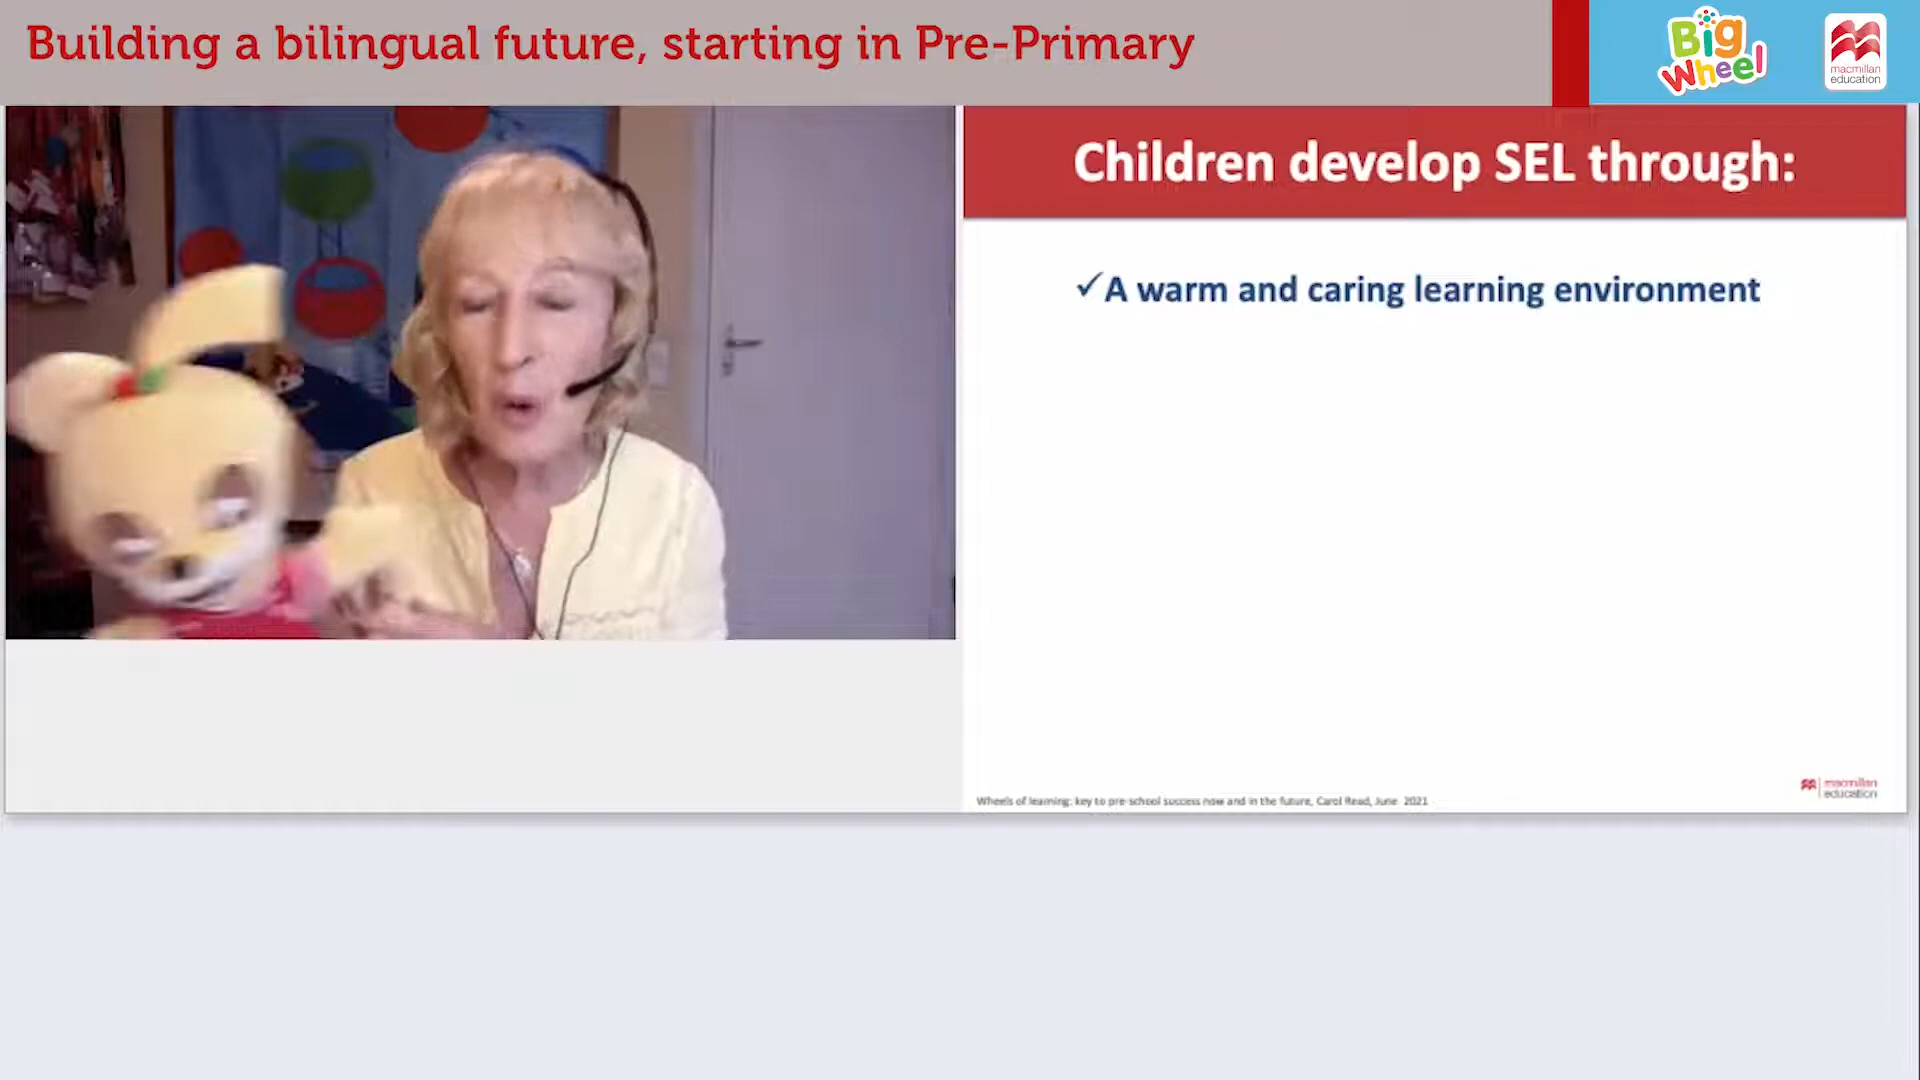 Building a bilingual future, starting in Pre-Primary
Big
Wheel
macmillan
education
Children develop SEL through:
✓A warm and caring learning environment
macmillan
education
Wheels of learning: key to pre-school success now and in the future, Carol Read, June 2021